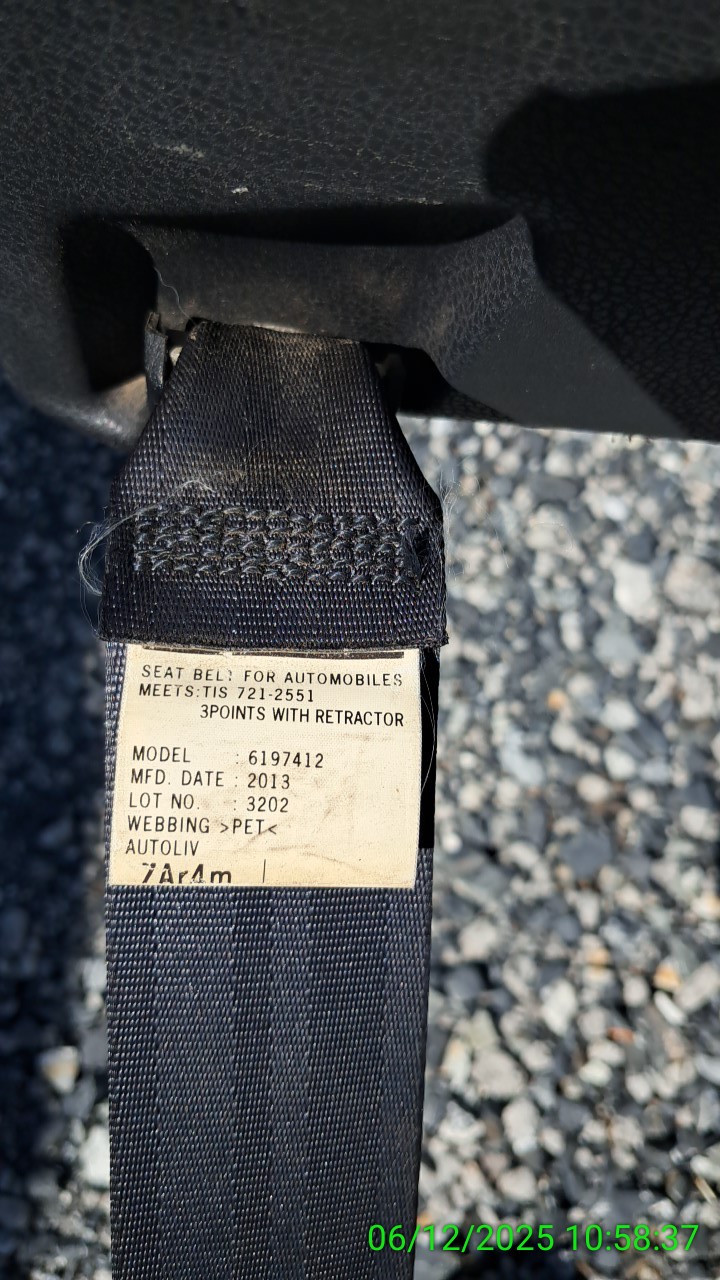 SEAT BELT FOR AUTOMOBILES
MEETS:TIS 721-2551
3POINTS WITH RETRACTOR
MODEL : 6197412
MFD. DATE : 2013
LOT NO. : 3202
WEBBING >PET<
AUTOLIV
7Ar4m
06/12/2025 10:58:37